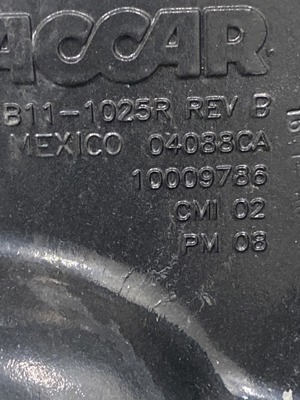 ACCAR
B11-1025R REV B
MEXICO 04088CA
10009786
CMI 02
PM 08